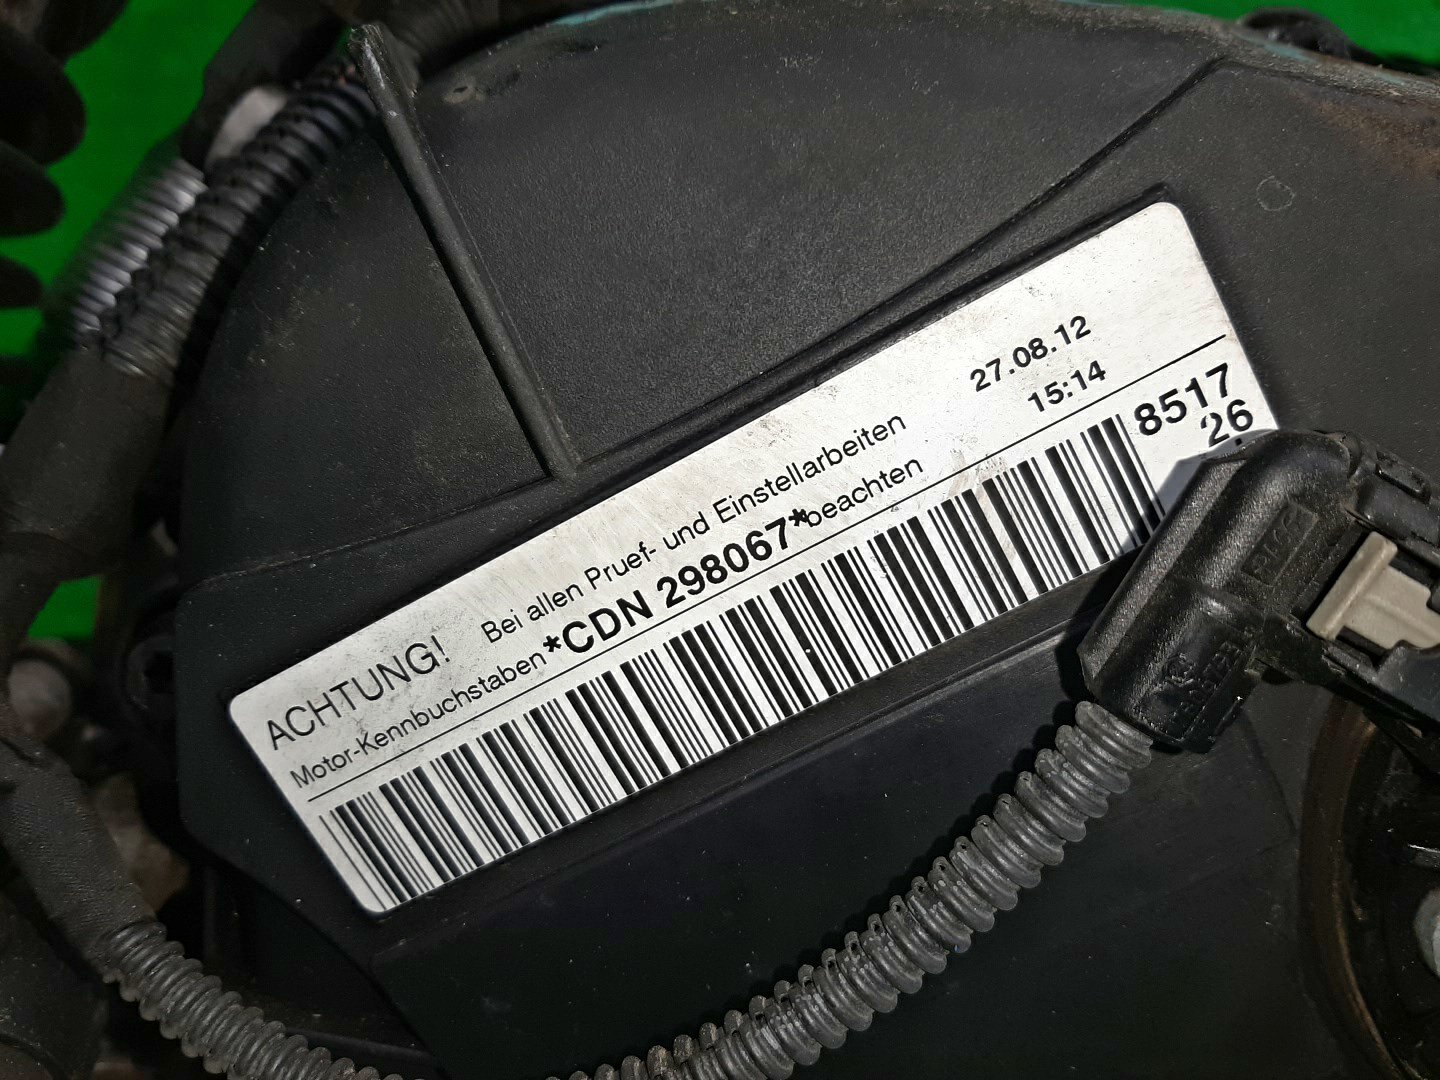 ACHTUNG! Bei allen Pruef- und Einstellarbeiten 27.08.12
Motor-Kennbuchstaben *CDN 298067* beachten 15:14
8517
26